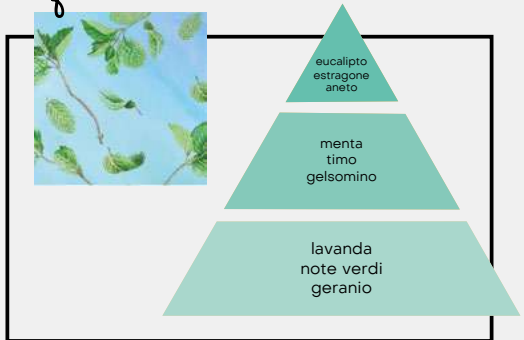 eucalipto
estragone
aneto
menta
timo
gelsomino
lavanda
note verdi
geranio